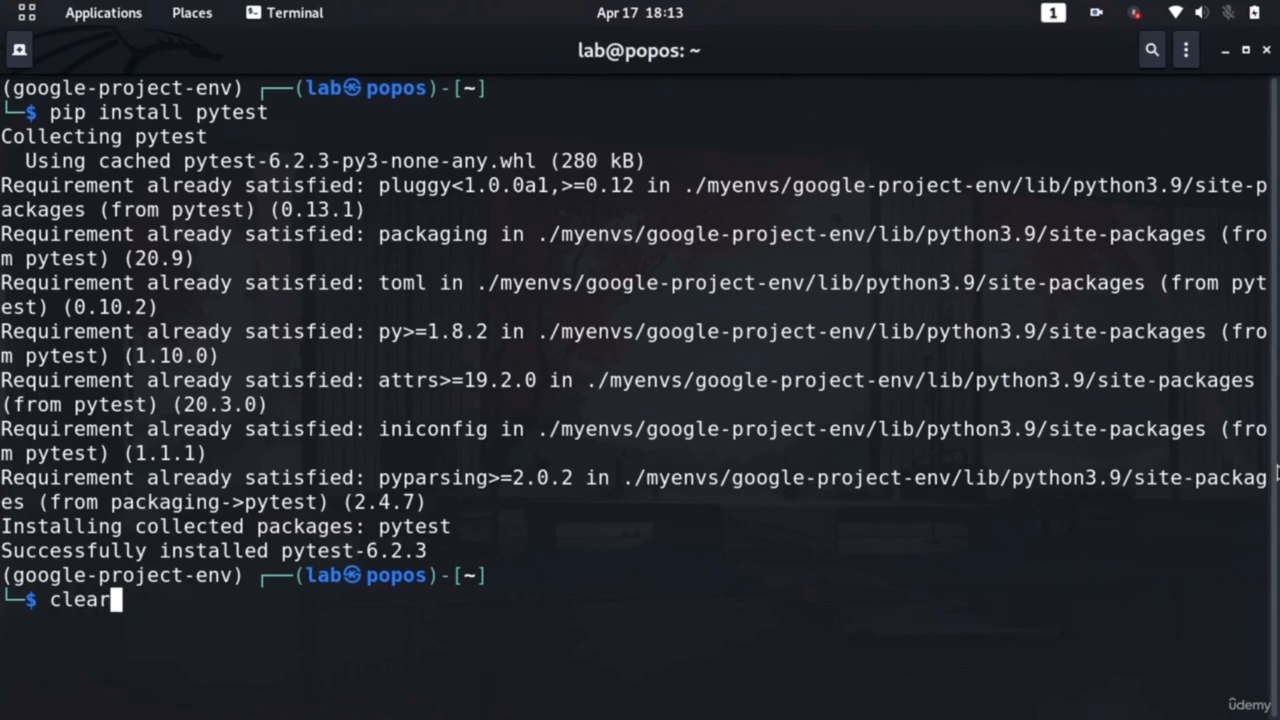 Applications Places Terminal Apr 17 18:13 1
lab@popos: ~
(google-project-env) ┌──(lab㉿popos)-[~]
└─$ pip install pytest
Collecting pytest
  Using cached pytest-6.2.3-py3-none-any.whl (280 kB)
Requirement already satisfied: pluggy<1.0.0a1,>=0.12 in ./myenvs/google-project-env/lib/python3.9/site-p
ackages (from pytest) (0.13.1)
Requirement already satisfied: packaging in ./myenvs/google-project-env/lib/python3.9/site-packages (fro
m pytest) (20.9)
Requirement already satisfied: toml in ./myenvs/google-project-env/lib/python3.9/site-packages (from pyt
est) (0.10.2)
Requirement already satisfied: py>=1.8.2 in ./myenvs/google-project-env/lib/python3.9/site-packages (fro
m pytest) (1.10.0)
Requirement already satisfied: attrs>=19.2.0 in ./myenvs/google-project-env/lib/python3.9/site-packages
(from pytest) (20.3.0)
Requirement already satisfied: iniconfig in ./myenvs/google-project-env/lib/python3.9/site-packages (fro
m pytest) (1.1.1)
Requirement already satisfied: pyparsing>=2.0.2 in ./myenvs/google-project-env/lib/python3.9/site-packag
es (from packaging->pytest) (2.4.7)
Installing collected packages: pytest
Successfully installed pytest-6.2.3
(google-project-env) ┌──(lab㉿popos)-[~]
└─$ clear
ûdemy